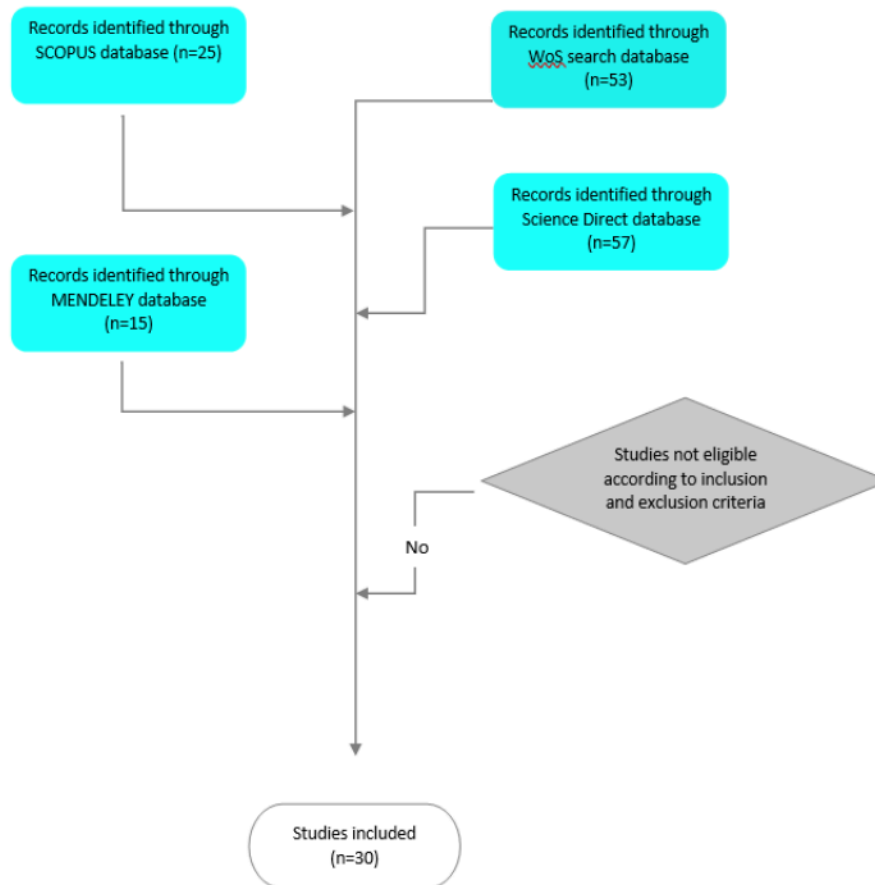 Records identified through
SCOPUS database (n=25)
Records identified through
WoS search database
(n=53)
Records identified through
Science Direct database
(n=57)
Records identified through
MENDELEY database
(n=15)
Studies not eligible
according to inclusion
and exclusion criteria
No
Studies included
(n=30)